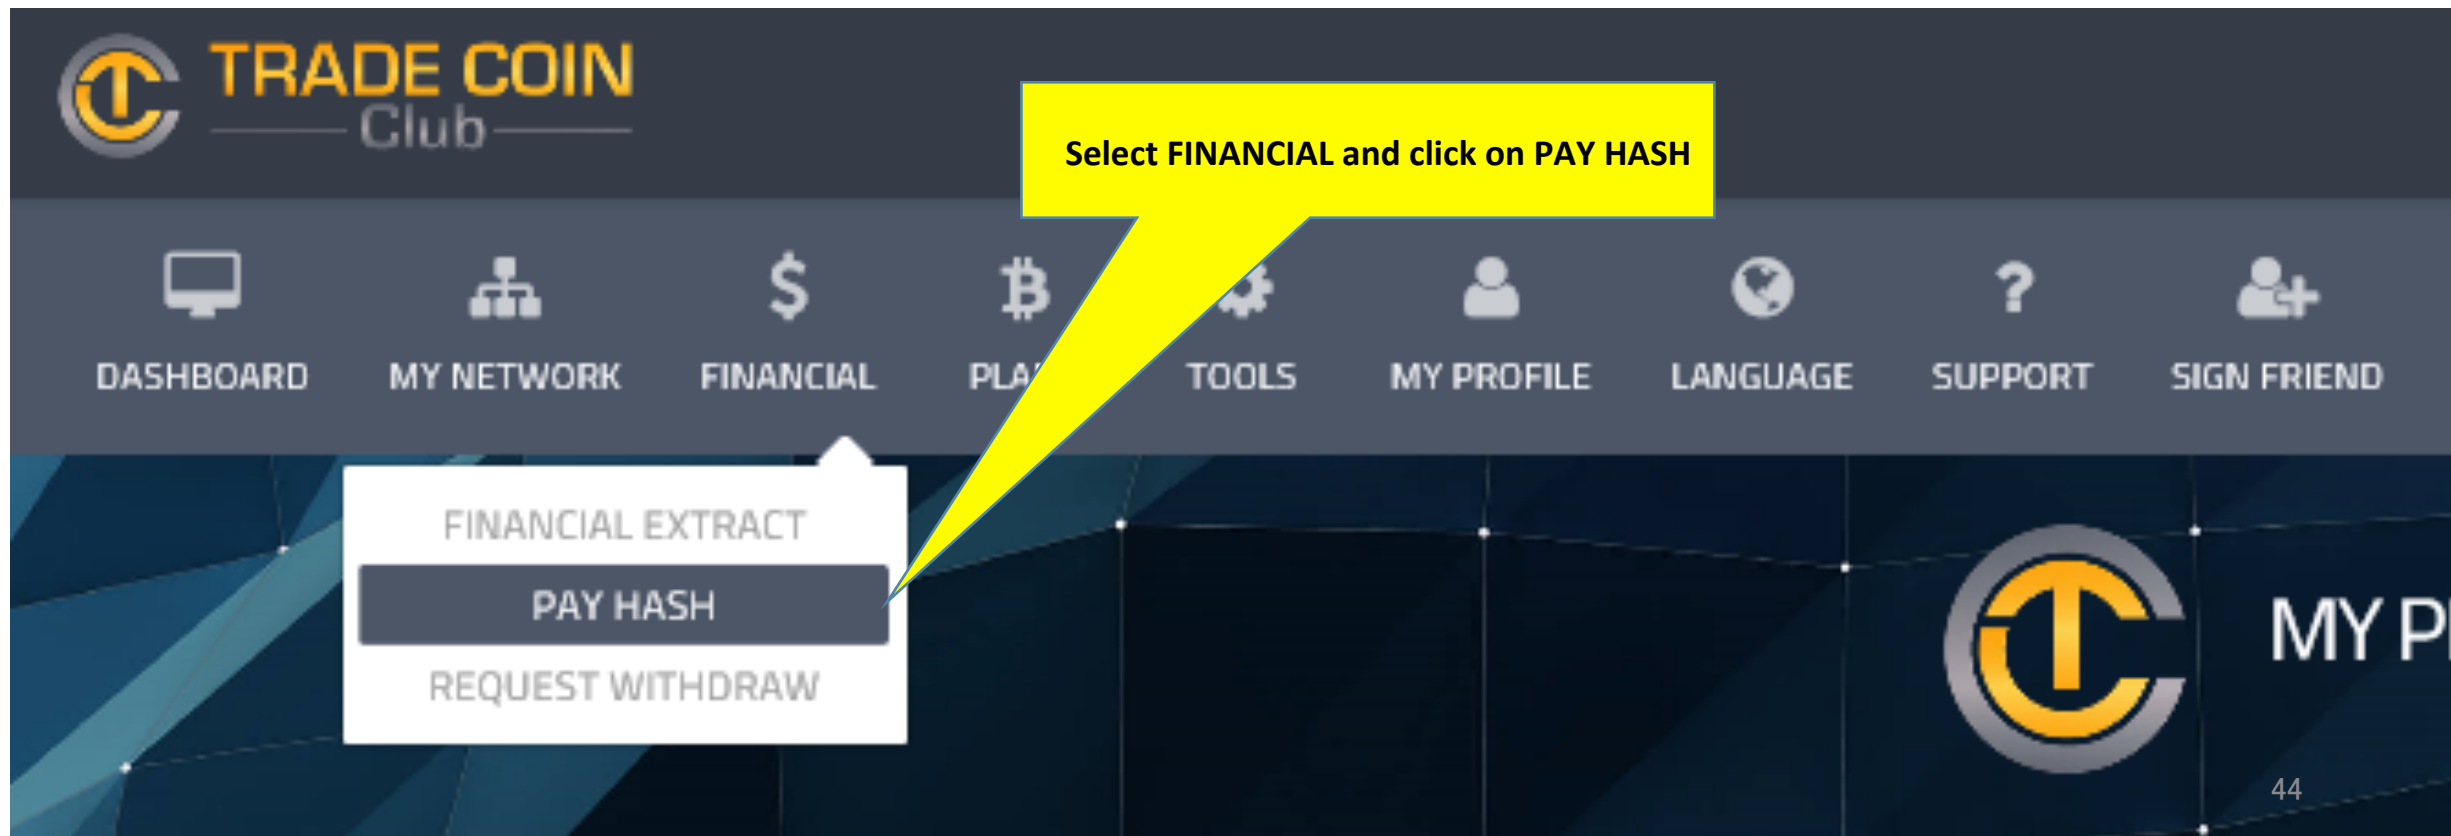 TRADE COIN
Club
Select FINANCIAL and click on PAY HASH
DASHBOARD
MY NETWORK
FINANCIAL
TOOLS
MY PROFILE
LANGUAGE
SUPPORT
SIGN FRIEND
FINANCIAL EXTRACT
PAY HASH
REQUEST WITHDRAW
MY
44